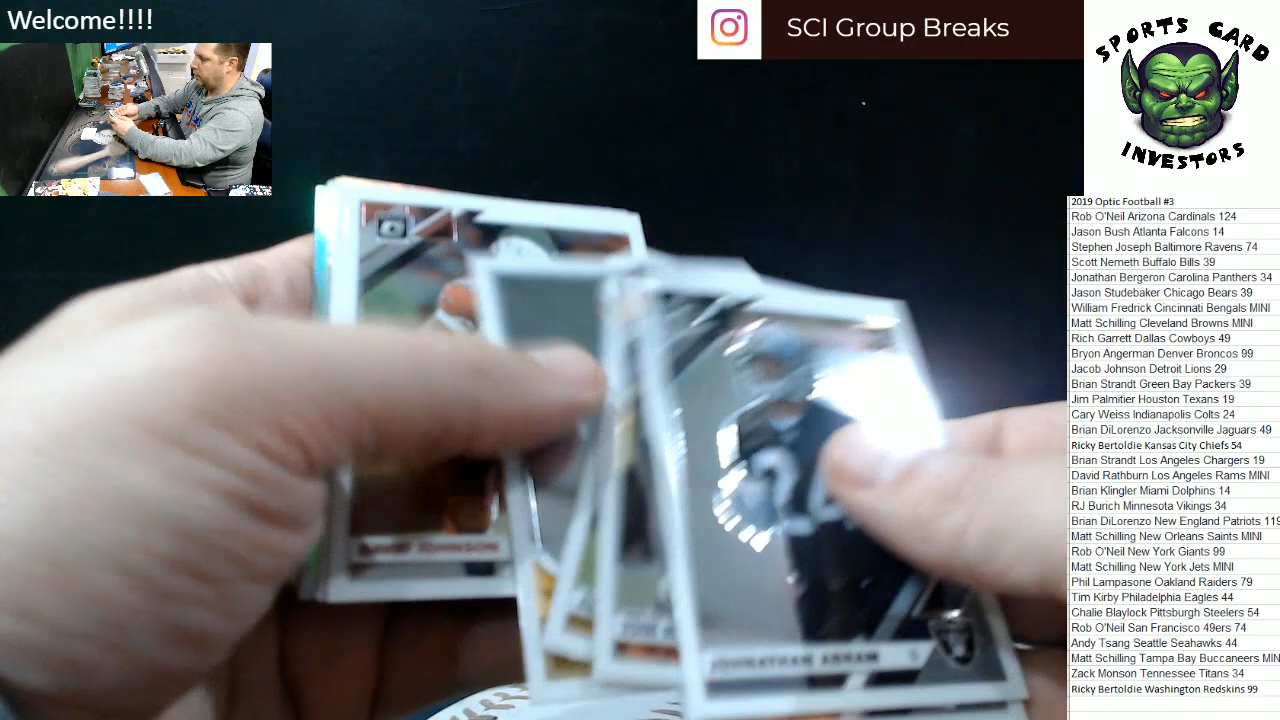 Welcome!!!!
SCI Group Breaks
SPORTS CARD
INVESTORS
2019 Optic Football #3
Rob O'Neil Arizona Cardinals 124
Jason Bush Atlanta Falcons 14
Stephen Joseph Baltimore Ravens 74
Scott Nemeth Buffalo Bills 39
Jonathan Bergeron Carolina Panthers 34
Jason Studebaker Chicago Bears 39
William Fredrick Cincinnati Bengals MINI
Matt Schilling Cleveland Browns MINI
Rich Garrett Dallas Cowboys 49
Bryon Angerman Denver Broncos 99
Jacob Johnson Detroit Lions 29
Brian Strandt Green Bay Packers 39
Jim Palmitier Houston Texans 19
Cary Weiss Indianapolis Colts 24
Brian DiLorenzo Jacksonville Jaguars 49
Ricky Bertoldie Kansas City Chiefs 54
Brian Strandt Los Angeles Chargers 19
David Rathburn Los Angeles Rams MINI
Brian Klingler Miami Dolphins 14
RJ Burich Minnesota Vikings 34
Brian DiLorenzo New England Patriots 119
Matt Schilling New Orleans Saints MINI
Rob O'Neil New York Giants 99
Matt Schilling New York Jets MINI
Phil Lampasone Oakland Raiders 79
Tim Kirby Philadelphia Eagles 44
Chalie Blaylock Pittsburgh Steelers 54
Rob O'Neil San Francisco 49ers 74
Andy Tsang Seattle Seahawks 44
Matt Schilling Tampa Bay Buccaneers MINI
Zack Monson Tennessee Titans 34
Ricky Bertoldie Washington Redskins 99
JOHNSON
JOHNATHAN ABRAM